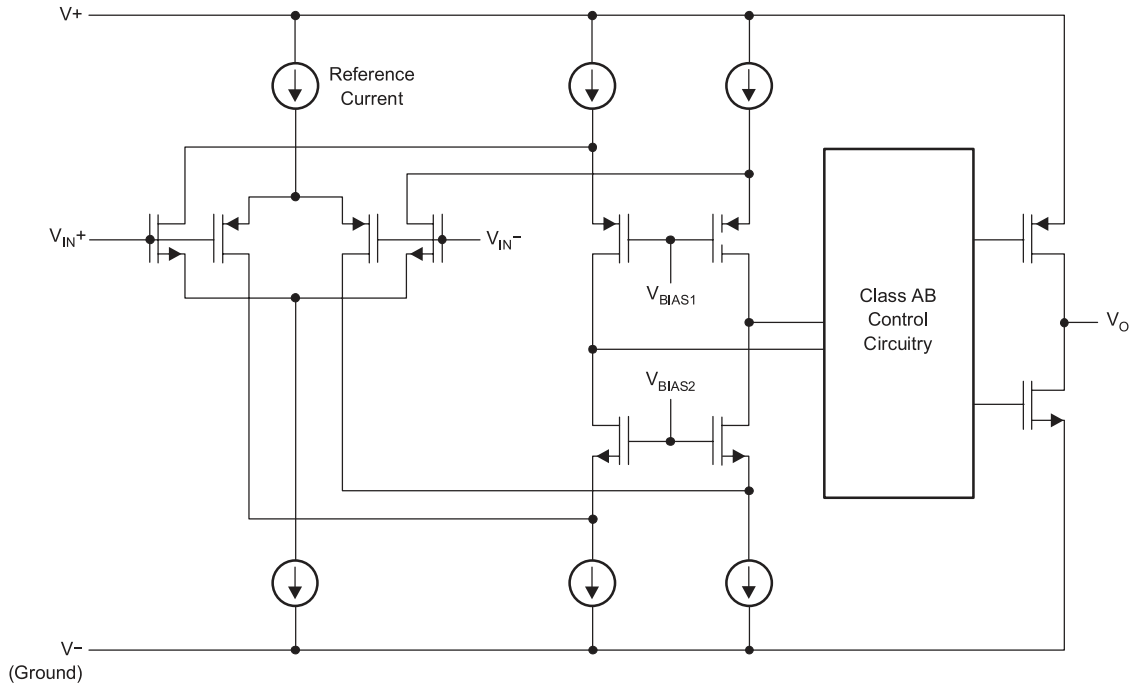 V+
Reference
Current
VIN+
VIN−
VBIAS1
VBIAS2
Class AB
Control
Circuitry
VO
V−
(Ground)